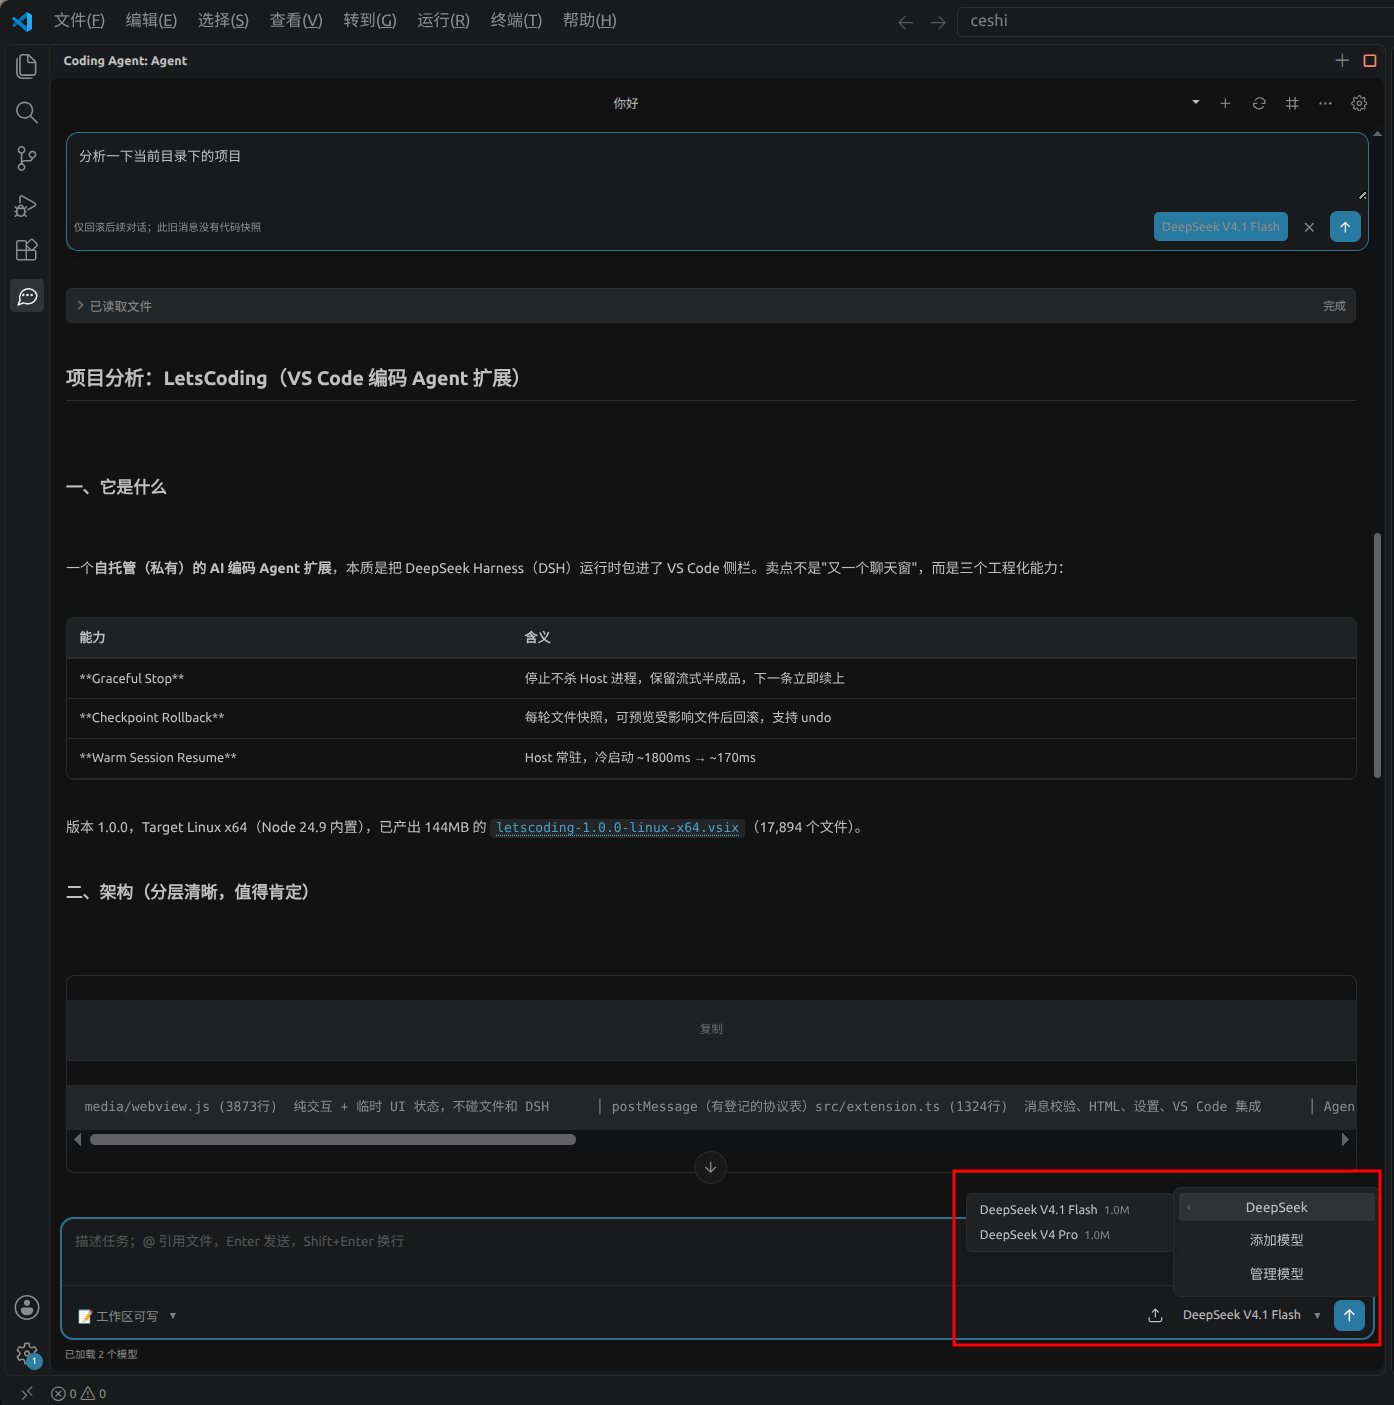 文件(F) 编辑(E) 选择(S) 查看(V) 转到(G) 运行(R) 终端(T) 帮助(H) ceshi
Coding Agent: Agent
你好
分析一下当前目录下的项目
仅回滚后续对话；此旧消息没有代码快照 DeepSeek V4.1 Flash
已读取文件 完成
项目分析：LetsCoding（VS Code 编码 Agent 扩展）
一、它是什么
一个自托管（私有）的 AI 编码 Agent 扩展，本质是把 DeepSeek Harness（DSH）运行时包进了 VS Code 侧栏。卖点不是"又一个聊天窗"，而是三个工程化能力：
能力 含义
**Graceful Stop** 停止不杀 Host 进程，保留流式半成品，下一条立即续上
**Checkpoint Rollback** 每轮文件快照，可预览受影响文件后回滚，支持 undo
**Warm Session Resume** Host 常驻，冷启动 ~1800ms → ~170ms
版本 1.0.0，Target Linux x64（Node 24.9 内置），已产出 144MB 的 letscoding-1.0.0-linux-x64.vsix（17,894 个文件）。
二、架构（分层清晰，值得肯定）
复制
media/webview.js (3873行) 纯交互 + 临时 UI 状态，不碰文件和 DSH │ postMessage（有登记的协议表）src/extension.ts (1324行) 消息校验、HTML、设置、VS Code 集成 │ Agen
DeepSeek V4.1 Flash 1.0M
DeepSeek V4 Pro 1.0M
DeepSeek
添加模型
管理模型
描述任务；@ 引用文件，Enter 发送，Shift+Enter 换行
工作区可写 DeepSeek V4.1 Flash
已加载 2 个模型
1
0 0